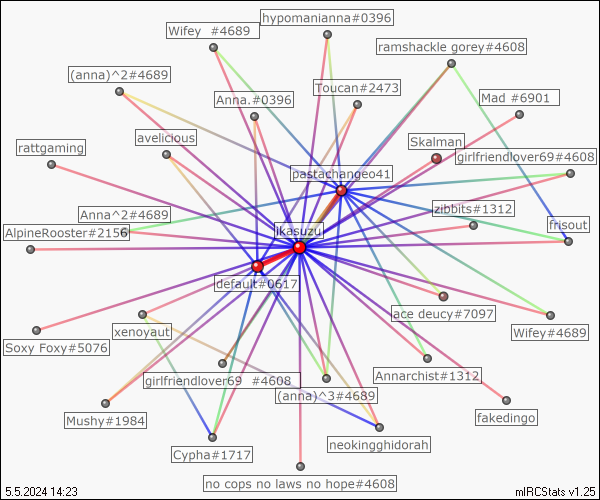 hypomanianna#0396
Wifey  #4689
ramshackle gorey#4608
(anna)^2#4689
Toucan#2473
Anna.#0396
Mad #6901
avelicious
Skalman
rattgaming
girlfriendlover69#4608
pastachangeo41
zibbits#1312
Anna^2#4689
frisout
AlpineRooster#2156
ikasuzu
default#0617
ace deucy#7097
xenoyaut
Wifey#4689
Soxy Foxy#5076
girlfriendlover69  #4608
Annarchist#1312
(anna)^3#4689
fakedingo
Mushy#1984
neokingghidorah
Cypha#1717
no cops no laws no hope#4608
5.5.2024 14:23
mIRCStats v1.25